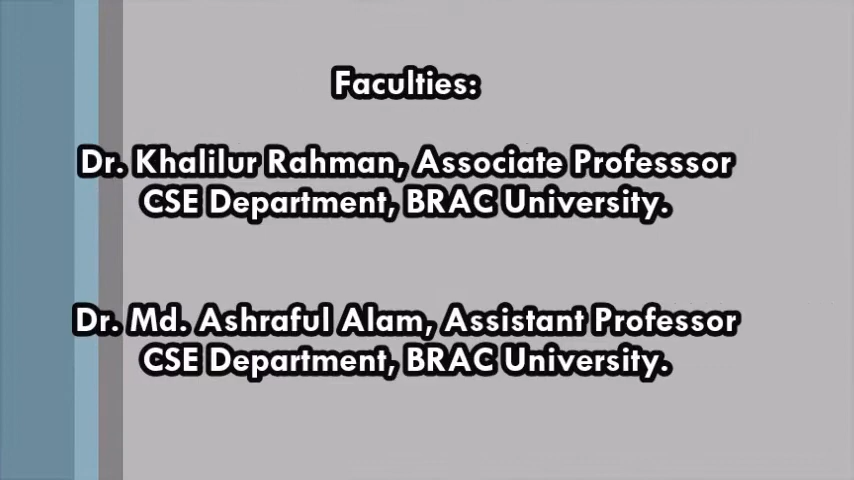 Faculties:
Dr. Khalilur Rahman, Associate Professsor
CSE Department, BRAC University.
Dr. Md. Ashraful Alam, Assistant Professor
CSE Department, BRAC University.